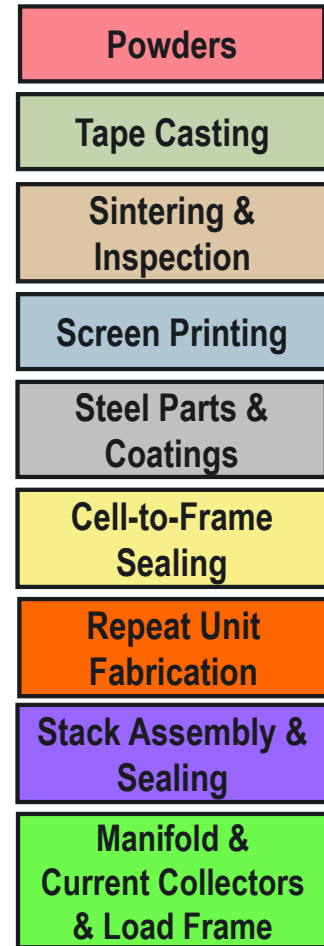 Powders
Tape Casting
Sintering &
Inspection
Screen Printing
Steel Parts &
Coatings
Cell-to-Frame
Sealing
Repeat Unit
Fabrication
Stack Assembly &
Sealing
Manifold &
Current Collectors
& Load Frame